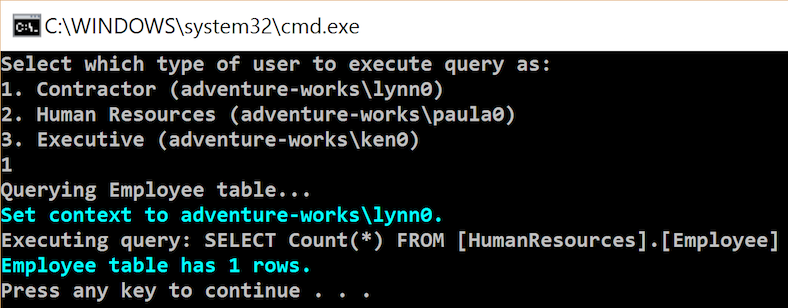 C:\WINDOWS\system32\cmd.exe
Select which type of user to execute query as:
1. Contractor (adventure-works\lynn0)
2. Human Resources (adventure-works\paula0)
3. Executive (adventure-works\ken0)
1
Querying Employee table...
Set context to adventure-works\lynn0.
Executing query: SELECT Count(*) FROM [HumanResources].[Employee]
Employee table has 1 rows.
Press any key to continue . . .